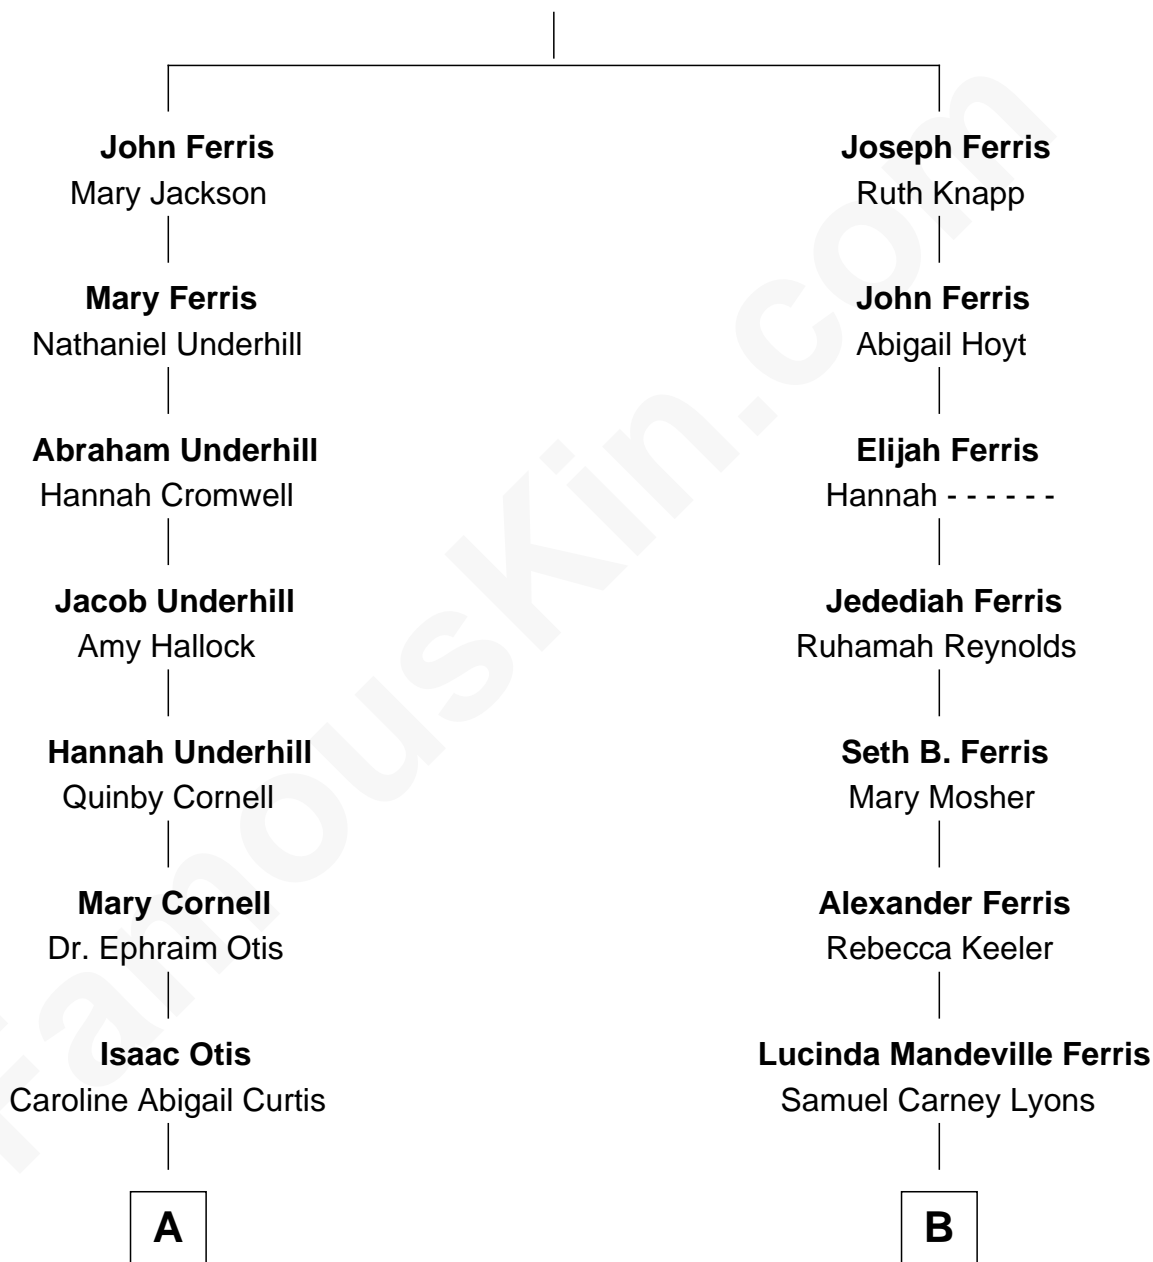 John Ferris
Mary Jackson
Mary Ferris
Nathaniel Underhill
Abraham Underhill
Hannah Cromwell
Jacob Underhill
Amy Hallock
Hannah Underhill
Quinby Cornell
Mary Cornell
Dr. Ephraim Otis
Isaac Otis
Caroline Abigail Curtis
A
Joseph Ferris
Ruth Knapp
John Ferris
Abigail Hoyt
Elijah Ferris
Hannah - - - - - -
Jedediah Ferris
Ruhamah Reynolds
Seth B. Ferris
Mary Mosher
Alexander Ferris
Rebecca Keeler
Lucinda Mandeville Ferris
Samuel Carney Lyons
B
FamousKin.com